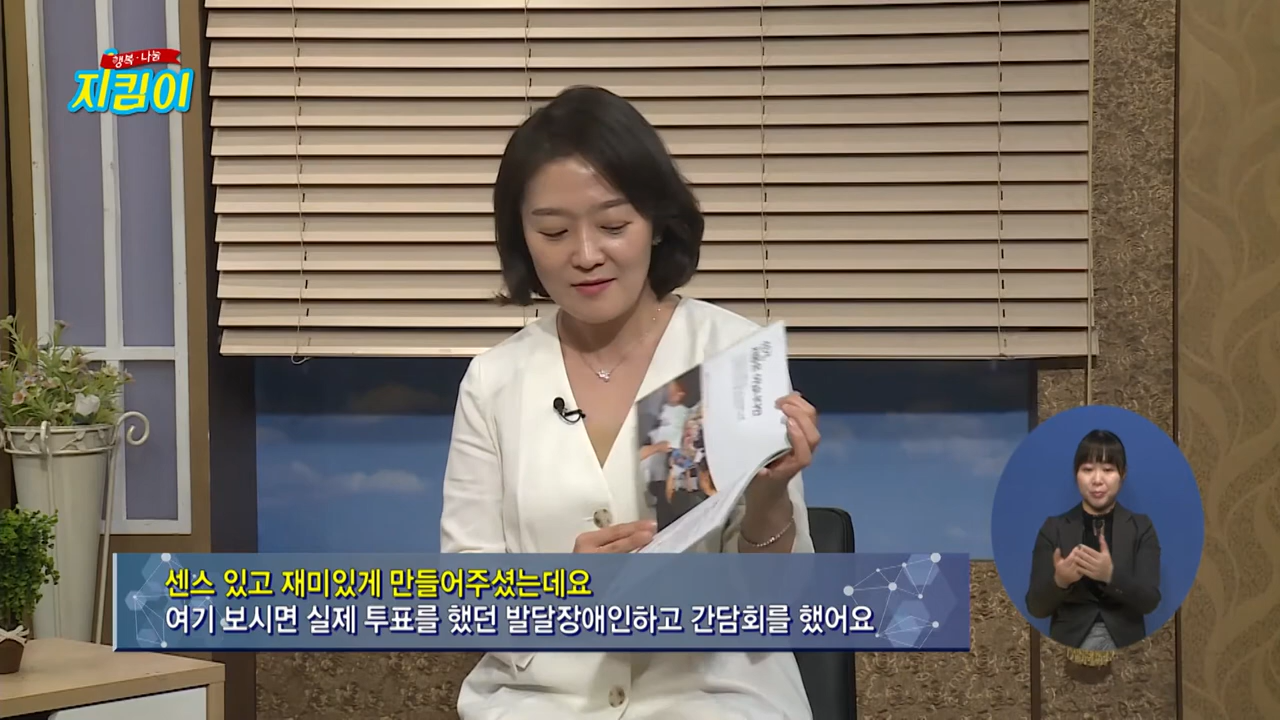 행복·나눔
지킴이
센스 있고 재미있게 만들어주셨는데요
여기 보시면 실제 투표를 했던 발달장애인하고 간담회를 했어요